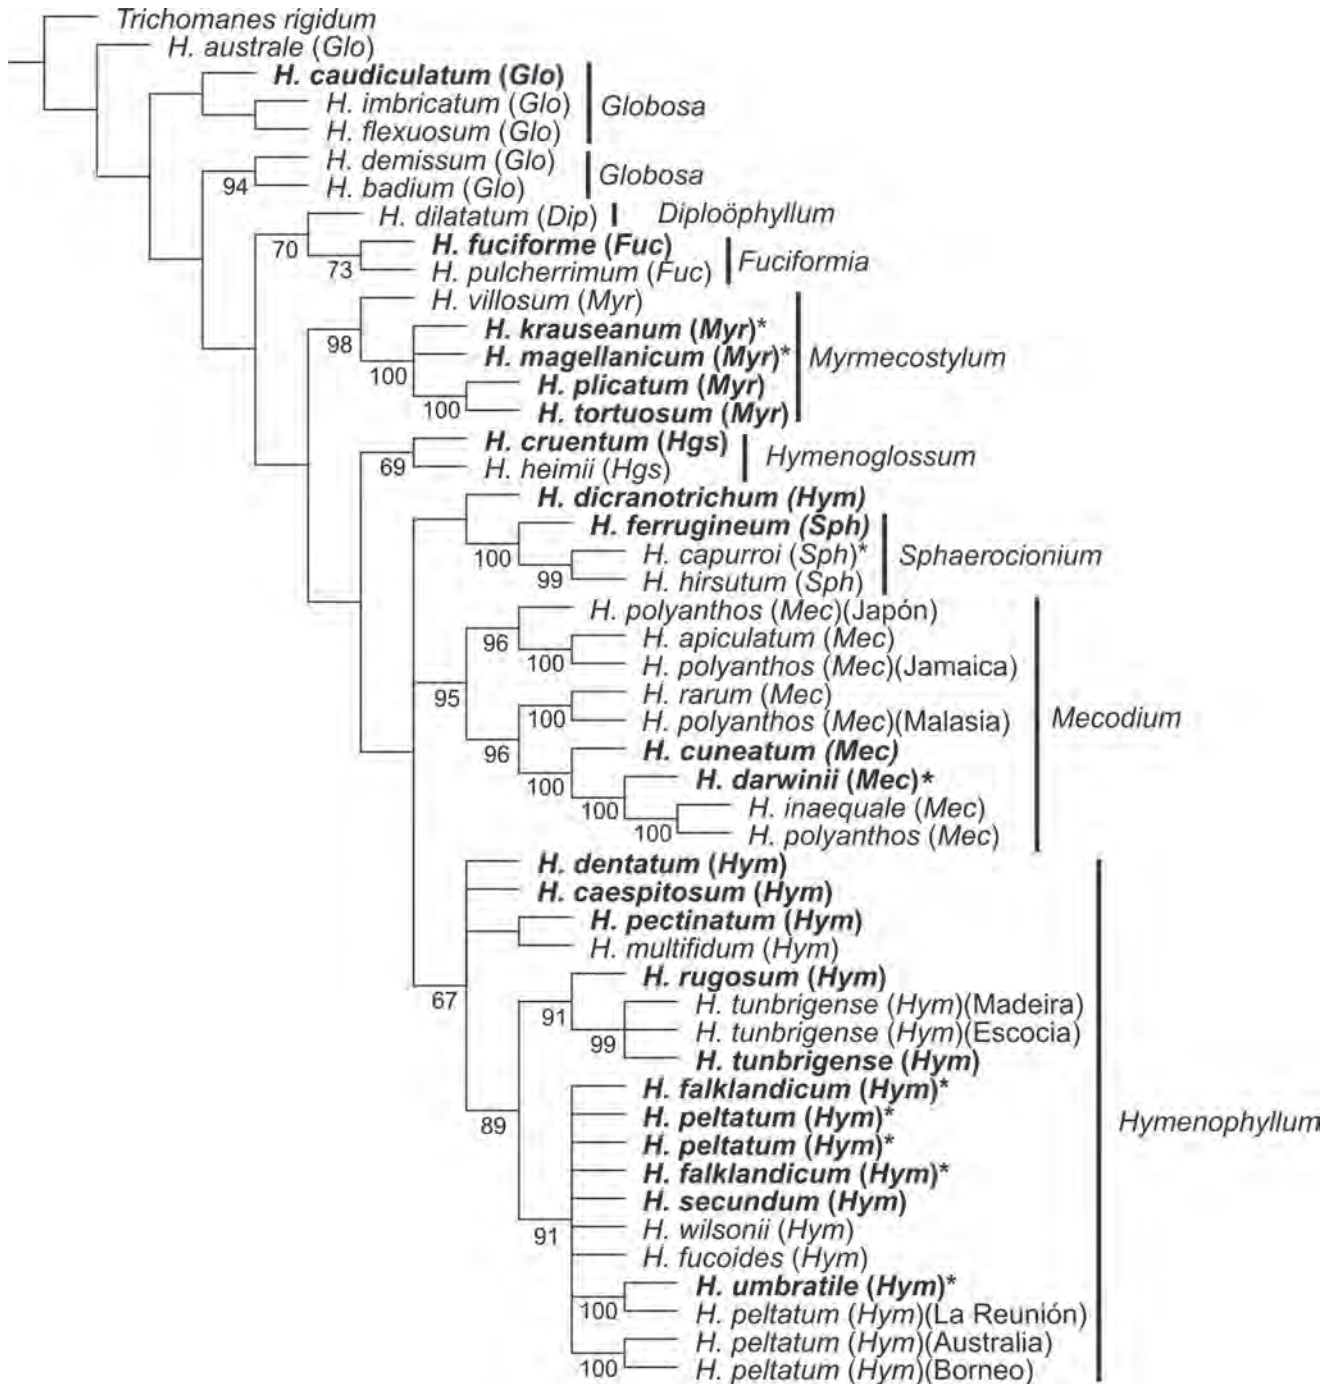 Trichomanes rigidum
H. australe (Glo)
H. caudiculatum (Glo)
H. imbricatum (Glo)
Globosa
H. flexuosum (Glo)
H. demissum (Glo)
94
Globosa
H. badium (Glo)
H. dilatatum (Dip)
Diploöphyllum
70
H. fuciforme (Fuc)
73
Fuciformia
H. pulcherrimum (Fuc)
H. villosum (Myr)
98
H. krauseanum (Myr)*
H. magellanicum (Myr)*
Myrmecostylum
100
H. plicatum (Myr)
100
H. tortuosum (Myr)
H. cruentum (Hgs)
69
Hymenoglossum
H. heimii (Hgs)
H. dicranotrichum (Hym)
H. ferrugineum (Sph)
100
H. capurroi (Sph)*
Sphaerocionium
99
H. hirsutum (Sph)
H. polyanthos (Mec)(Japón)
96
H. apiculatum (Mec)
100
H. polyanthos (Mec)(Jamaica)
95
H. rarum (Mec)
100
H. polyanthos (Mec)(Malasia)
Mecodium
96
H. cuneatum (Mec)
100
H. darwinii (Mec)*
100
H. inaequale (Mec)
100
H. polyanthos (Mec)
H. dentatum (Hym)
H. caespitosum (Hym)
H. pectinatum (Hym)
H. multifidum (Hym)
67
H. rugosum (Hym)
91
H. tunbrigense (Hym)(Madeira)
H. tunbrigense (Hym)(Escocia)
99
H. tunbrigense (Hym)
H. falklandicum (Hym)*
89
H. peltatum (Hym)*
Hymenophyllum
H. peltatum (Hym)*
H. falklandicum (Hym)*
H. secundum (Hym)
91
H. wilsonii (Hym)
H. fucoides (Hym)
H. umbratile (Hym)*
100
H. peltatum (Hym)(La Reunión)
H. peltatum (Hym)(Australia)
100
H. peltatum (Hym)(Borneo)